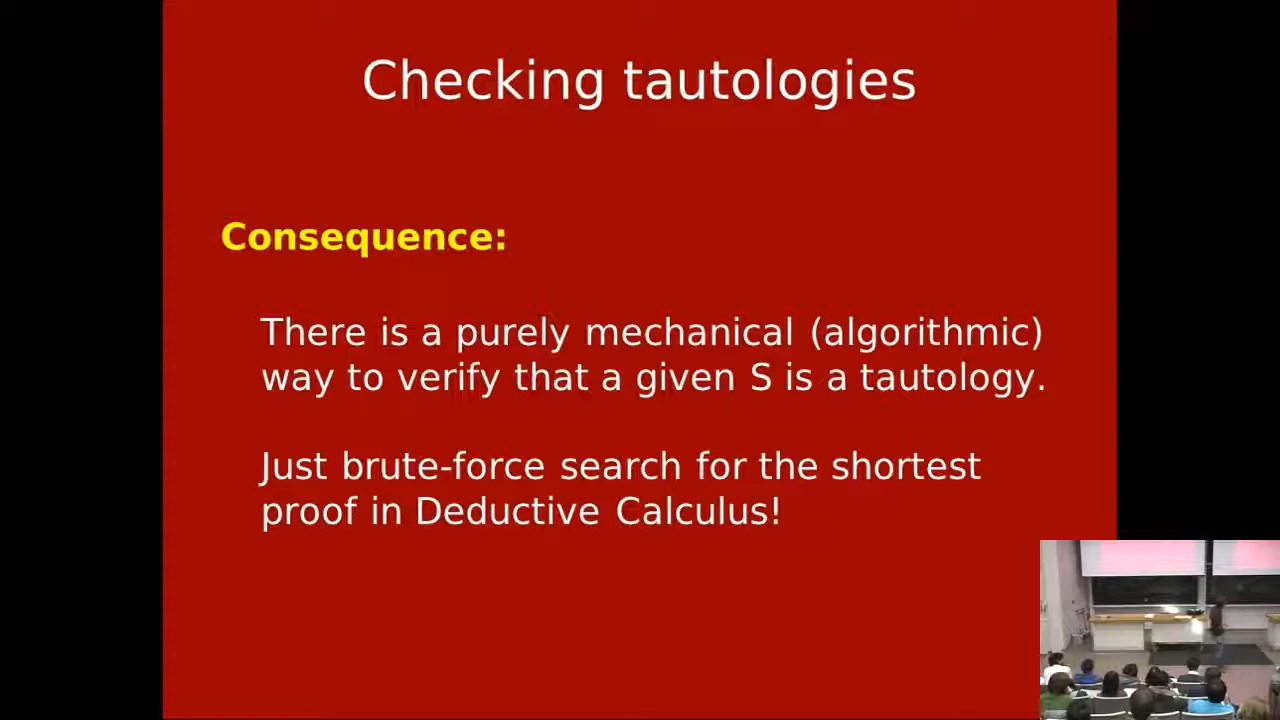 Checking tautologies
Consequence:
There is a purely mechanical (algorithmic)
way to verify that a given S is a tautology.
Just brute-force search for the shortest
proof in Deductive Calculus!